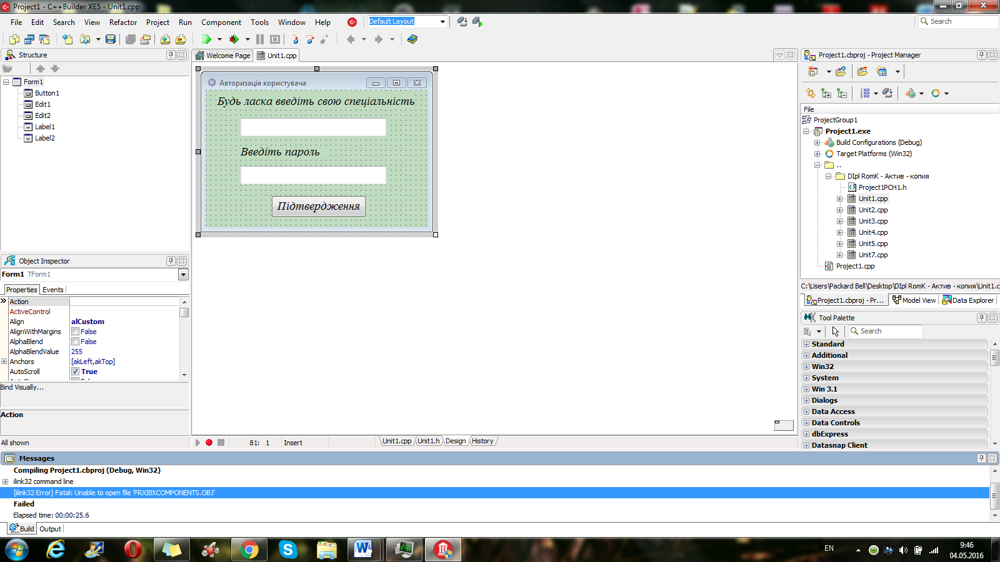 Project1 - C++Builder XE5 - Unit1.cpp
File Edit Search View Refactor Project Run Component Tools Window Help
Default Layout
Search
Structure
Form1
Button1
Edit1
Edit2
Label1
Label2
Welcome Page
Unit1.cpp
Авторизація користувача
Будь ласка введіть свою спеціальність
Введіть пароль
Підтвердження
Object Inspector
Form1 TForm1
Properties Events
Action
ActiveControl
Align alCustom
AlignWithMargins False
AlphaBlend False
AlphaBlendValue 255
Anchors [akLeft,akTop]
AutoScroll True
Bind Visually...
Action
All shown
81: 1 Insert
Unit1.cpp Unit1.h Design History
Project1.cbproj - Project Manager
File
ProjectGroup1
Project1.exe
Build Configurations (Debug)
Target Platforms (Win32)
..
DIpl RomK - Актив - копия
Project1PCH1.h
Unit1.cpp
Unit2.cpp
Unit3.cpp
Unit4.cpp
Unit5.cpp
Unit7.cpp
Project1.cpp
C:\Users\Packard Bell\Desktop\DIpl RomK - Актив - копия\Unit1.c
Project1.cbproj - Pr... Model View Data Explorer
Tool Palette
Search
Standard
Additional
Win32
System
Win 3.1
Dialogs
Data Access
Data Controls
dbExpress
Datasnap Client
Messages
Compiling Project1.cbproj (Debug, Win32)
ilink32 command line
[ilink32 Error] Fatal: Unable to open file 'FRXIBXCOMPONENTS.OBJ'
Failed
Elapsed time: 00:00:25.6
Build Output
EN
9:46
04.05.2016